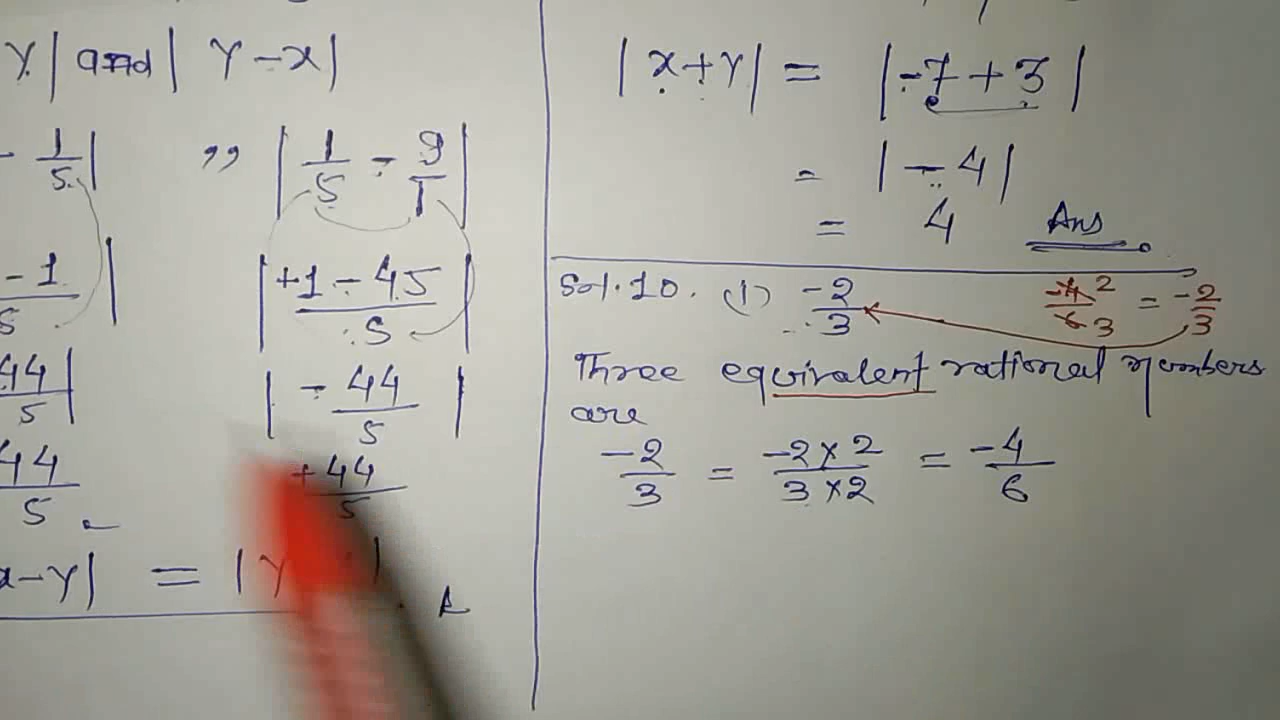 Y| and | Y-x|
- 1/5| ,, | 1/5 - 9/1 |
- 1/5 | | +1 - 45/5 |
44/5 | | - 44/5 |
44/5 + 44/5
x-y| = | Y
|x+y| = |-7+3|
= |-4|
= 4 Ans
Sol.10. (i) -2/3 -4/6 2/3 = -2/3
Three equivalent rational numbers
are
-2/3 = -2×2/3×2 = -4/6